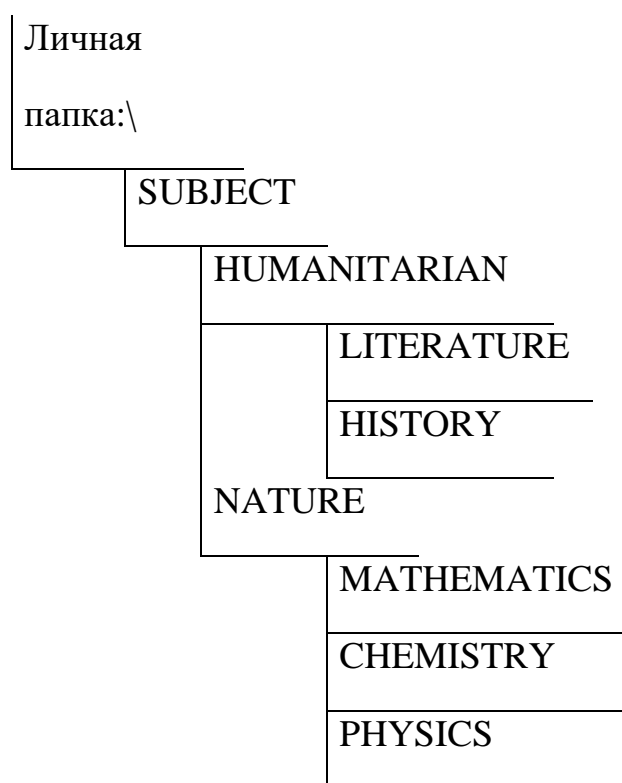 Личная
папка:\
SUBJECT
HUMANITARIAN
LITERATURE
HISTORY
NATURE
MATHEMATICS
CHEMISTRY
PHYSICS